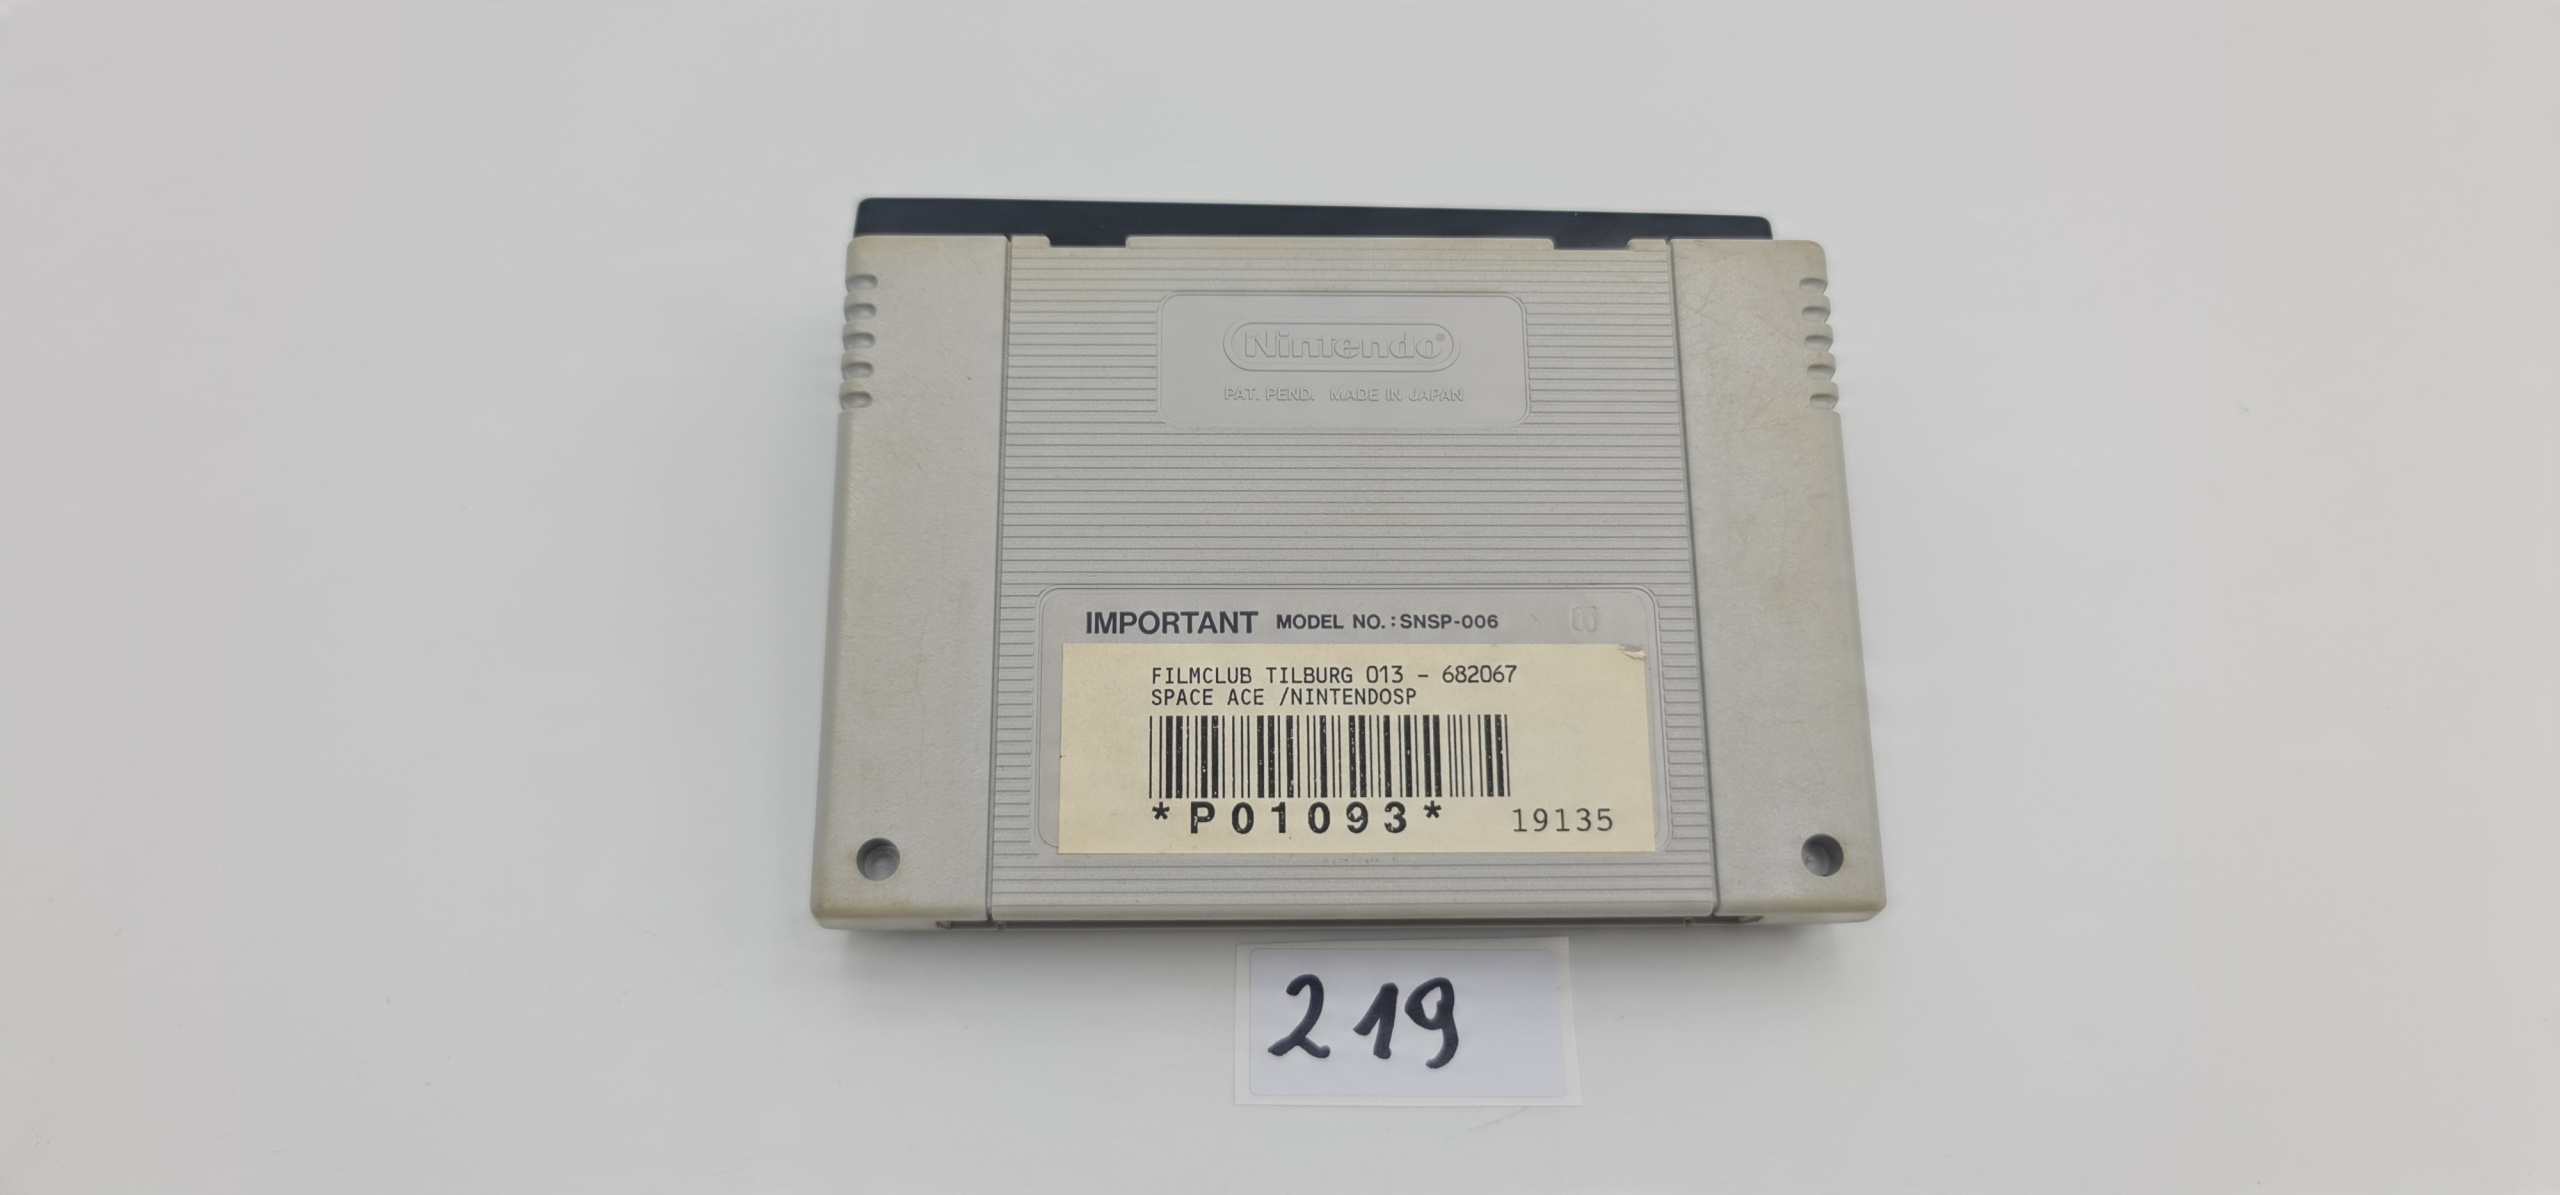 Nintendo®
PAT. PEND. MADE IN JAPAN
IMPORTANT MODEL NO.: SNSP-006
FILMCLUB TILBURG 013 - 682067
SPACE ACE /NINTENDOSP
*P01093* 19135
219